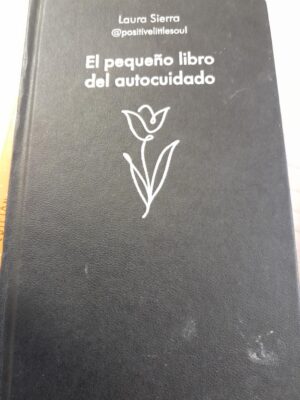 Laura Sierra
@positivelittlesoul
El pequeño libro
del autocuidado